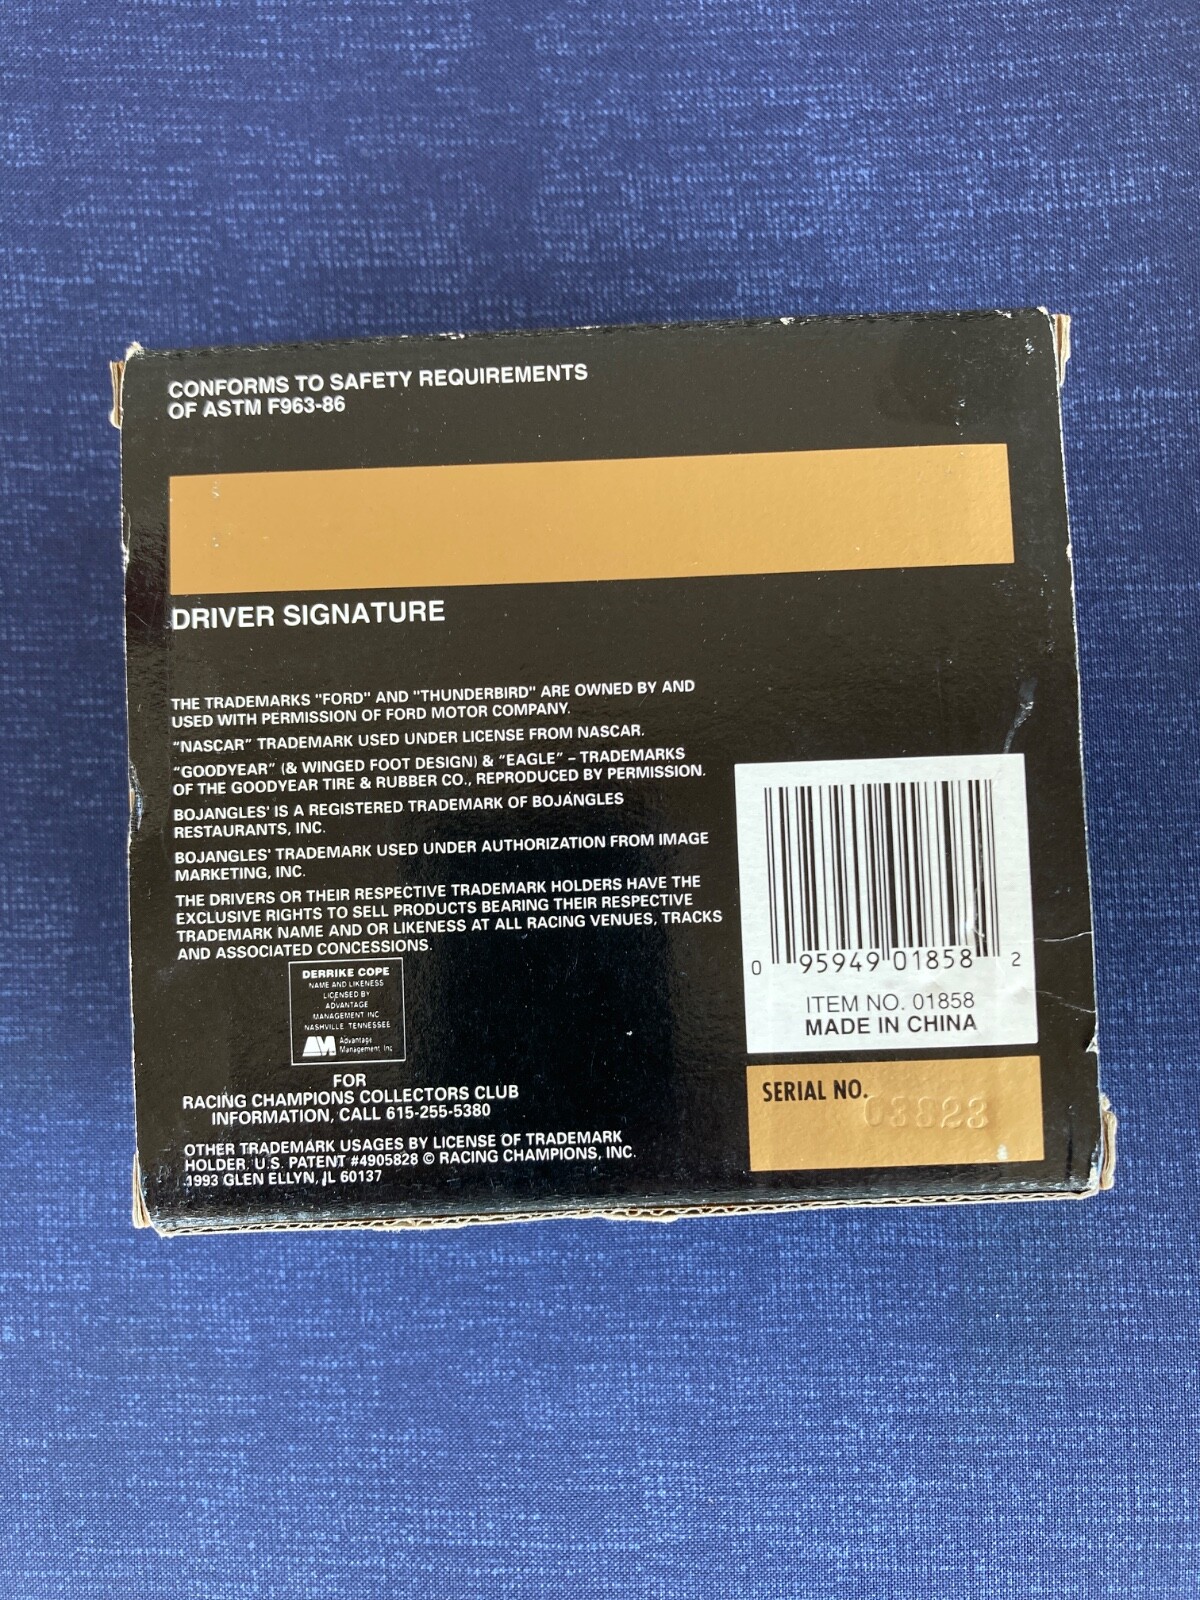 CONFORMS TO SAFETY REQUIREMENTS
OF ASTM F963-86
DRIVER SIGNATURE
THE TRADEMARKS "FORD" AND "THUNDERBIRD" ARE OWNED BY AND
USED WITH PERMISSION OF FORD MOTOR COMPANY.
"NASCAR" TRADEMARK USED UNDER LICENSE FROM NASCAR.
"GOODYEAR" (& WINGED FOOT DESIGN) & "EAGLE" – TRADEMARKS
OF THE GOODYEAR TIRE & RUBBER CO., REPRODUCED BY PERMISSION.
BOJANGLES' IS A REGISTERED TRADEMARK OF BOJANGLES
RESTAURANTS, INC.
BOJANGLES' TRADEMARK USED UNDER AUTHORIZATION FROM IMAGE
MARKETING, INC.
THE DRIVERS OR THEIR RESPECTIVE TRADEMARK HOLDERS HAVE THE
EXCLUSIVE RIGHTS TO SELL PRODUCTS BEARING THEIR RESPECTIVE
TRADEMARK NAME AND OR LIKENESS AT ALL RACING VENUES, TRACKS
AND ASSOCIATED CONCESSIONS.
DERRIKE COPE
NAME AND LIKENESS
LICENSED BY
ADVANTAGE
MANAGEMENT INC
NASHVILLE TENNESSEE
AM Advantage
Management Inc
FOR
RACING CHAMPIONS COLLECTORS CLUB
INFORMATION, CALL 615-255-5380
OTHER TRADEMARK USAGES BY LICENSE OF TRADEMARK
HOLDER, U.S. PATENT #4905828 © RACING CHAMPIONS, INC.
1993 GLEN ELLYN, IL 60137
0 95949 01858 2
ITEM NO. 01858
MADE IN CHINA
SERIAL NO.